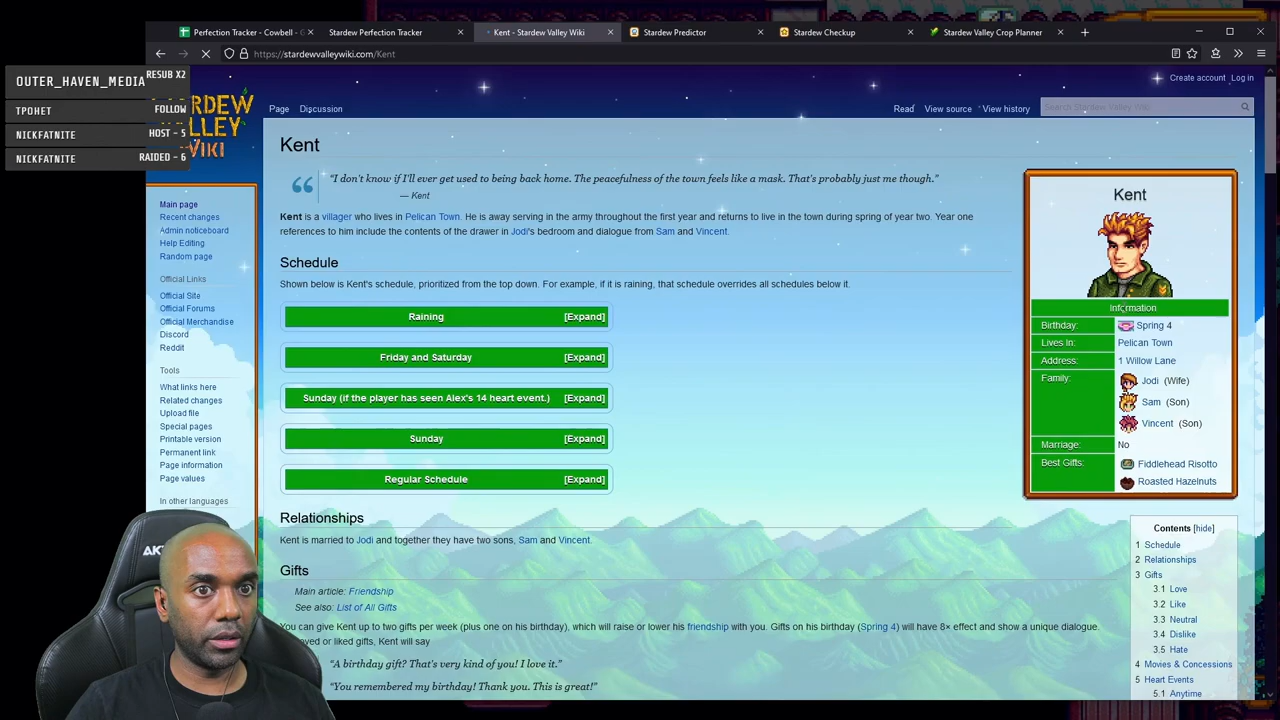 Perfection Tracker - Cowbell - G
Stardew Perfection Tracker
Kent - Stardew Valley Wiki
Stardew Predictor
Stardew Checkup
Stardew Valley Crop Planner
https://stardewvalleywiki.com/Kent
OUTER_HAVEN_MEDIA RESUB X2
TPOHET FOLLOW
NICKFATNITE HOST - 5
NICKFATNITE RAIDED - 6
STARDEW
VALLEY
WIKI
Create account Log in
Page Discussion
Read View source View history
Search Stardew Valley Wiki
Kent
"I don't know if I'll ever get used to being back home. The peacefulness of the town feels like a mask. That's probably just me though."
— Kent
Kent is a villager who lives in Pelican Town. He is away serving in the army throughout the first year and returns to live in the town during spring of year two. Year one
references to him include the contents of the drawer in Jodi's bedroom and dialogue from Sam and Vincent.
Schedule
Shown below is Kent's schedule, prioritized from the top down. For example, if it is raining, that schedule overrides all schedules below it.
Raining [Expand]
Friday and Saturday [Expand]
Sunday (if the player has seen Alex's 14 heart event.) [Expand]
Sunday [Expand]
Regular Schedule [Expand]
Relationships
Kent is married to Jodi and together they have two sons, Sam and Vincent.
Gifts
Main article: Friendship
See also: List of All Gifts
You can give Kent up to two gifts per week (plus one on his birthday), which will raise or lower his friendship with you. Gifts on his birthday (Spring 4) will have 8× effect and show a unique dialogue.
oved or liked gifts, Kent will say
"A birthday gift? That's very kind of you! I love it."
"You remembered my birthday! Thank you. This is great!"
Main page
Recent changes
Admin noticeboard
Help Editing
Random page
Official Links
Official Site
Official Forums
Official Merchandise
Discord
Reddit
Tools
What links here
Related changes
Upload file
Special pages
Printable version
Permanent link
Page information
Page values
In other languages
Kent
Information
Birthday: Spring 4
Lives In: Pelican Town
Address: 1 Willow Lane
Family: Jodi (Wife)
Sam (Son)
Vincent (Son)
Marriage: No
Best Gifts: Fiddlehead Risotto
Roasted Hazelnuts
Contents [hide]
1 Schedule
2 Relationships
3 Gifts
3.1 Love
3.2 Like
3.3 Neutral
3.4 Dislike
3.5 Hate
4 Movies & Concessions
5 Heart Events
5.1 Anytime
AK